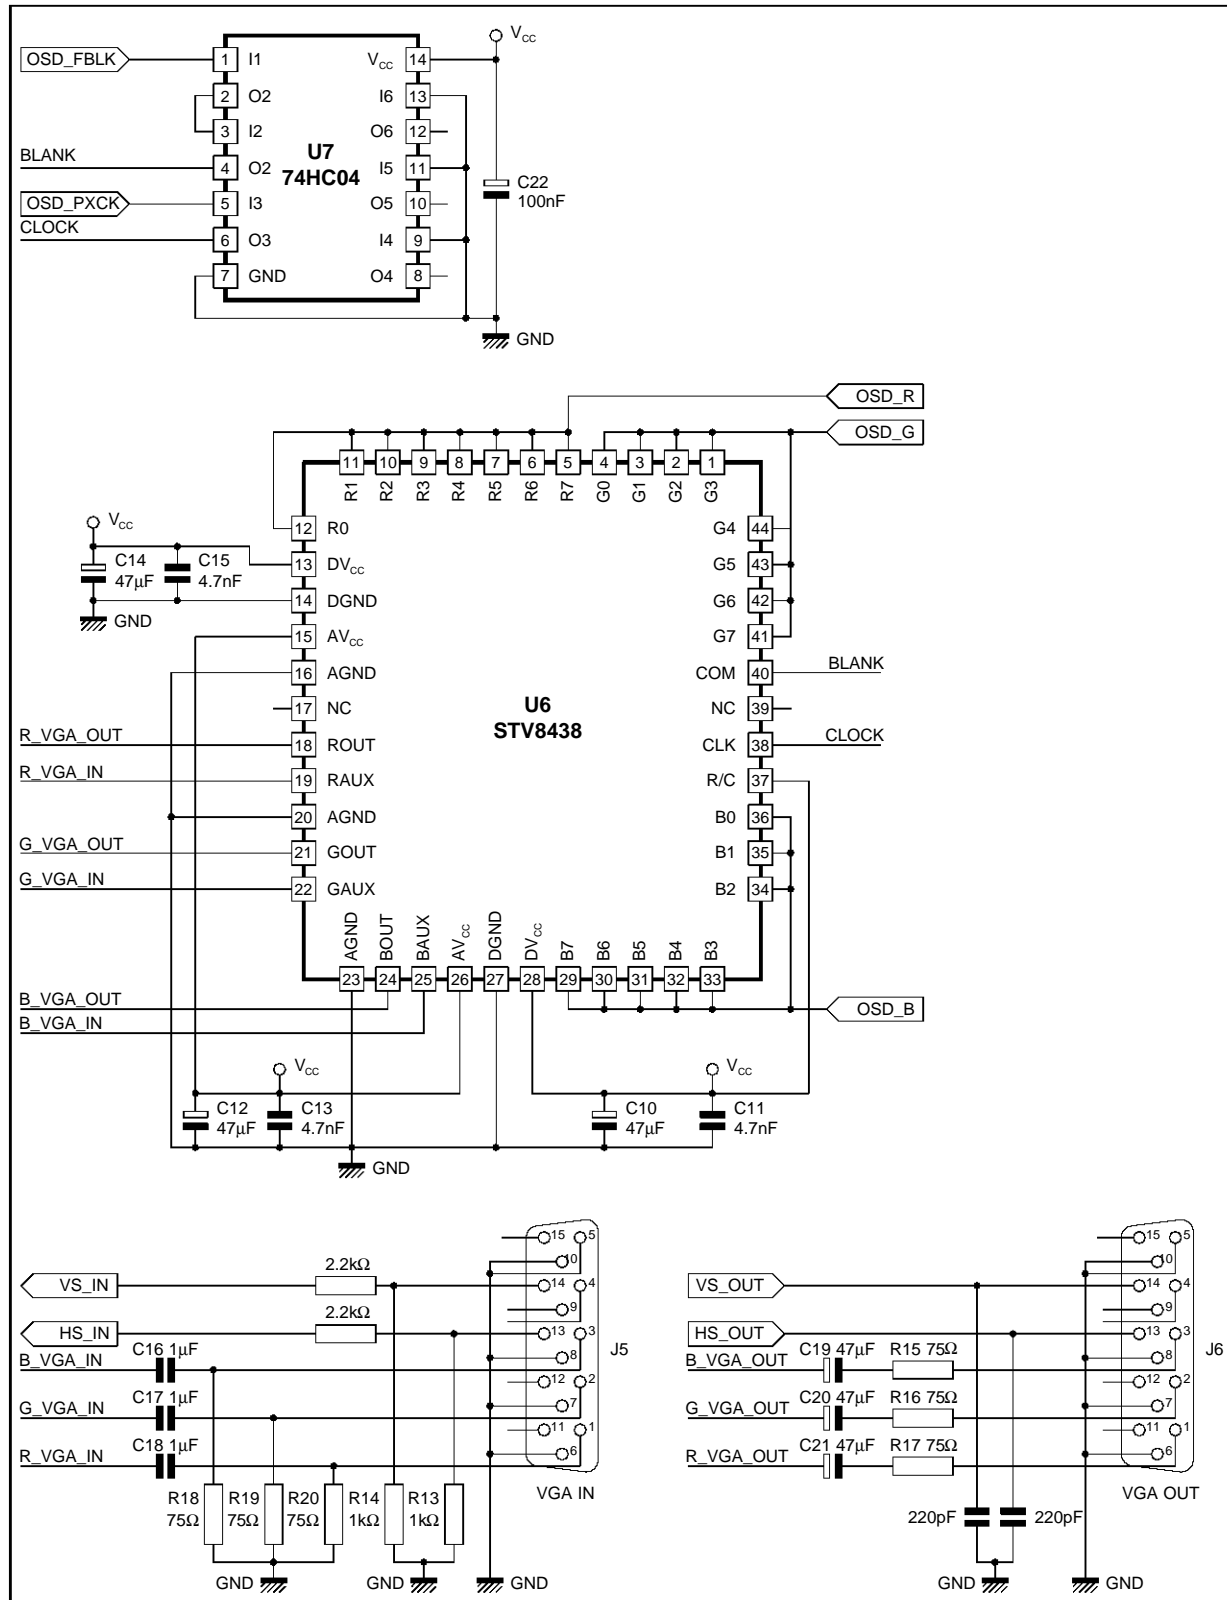 OSD_FBLK 1 I1 V_CC 14 V_CC
2 O2 I6 13
3 I2 O6 12
U7
74HC04
BLANK 4 O2 I5 11
C22
100nF
OSD_PXCK 5 I3 O5 10
CLOCK 6 O3 I4 9
7 GND O4 8
GND
OSD_R
OSD_G
11 10 9 8 7 6 5 4 3 2 1
R1 R2 R3 R4 R5 R6 R7 G0 G1 G2 G3
V_CC
12 R0 G4 44
C14 47μF
C15 4.7nF
13 DV_CC G5 43
14 DGND G6 42
GND
15 AV_CC G7 41
16 AGND COM 40 BLANK
17 NC NC 39
U6
STV8438
R_VGA_OUT 18 ROUT CLK 38 CLOCK
R_VGA_IN 19 RAUX R/C 37
20 AGND B0 36
G_VGA_OUT 21 GOUT B1 35
G_VGA_IN 22 GAUX B2 34
AGND BOUT BAUX AV_CC DGND DV_CC B7 B6 B5 B4 B3
23 24 25 26 27 28 29 30 31 32 33
B_VGA_OUT OSD_B
B_VGA_IN
V_CC V_CC
C12 47μF
C13 4.7nF
C10 47μF
C11 4.7nF
GND
15 5
10
VS_IN 2.2kΩ 14 4
9
HS_IN 2.2kΩ 13 3
J5
B_VGA_IN C16 1μF 8
12 2
G_VGA_IN C17 1μF 7
11 1
R_VGA_IN C18 1μF 6
VGA IN
R18 75Ω
R19 75Ω
R20 75Ω
R14 1kΩ
R13 1kΩ
GND GND GND
15 5
10
VS_OUT 14 4
9
HS_OUT 13 3
J6
B_VGA_OUT C19 47μF R15 75Ω 8
12 2
G_VGA_OUT C20 47μF R16 75Ω 7
11 1
R_VGA_OUT C21 47μF R17 75Ω 6
VGA OUT
220pF 220pF
GND GND